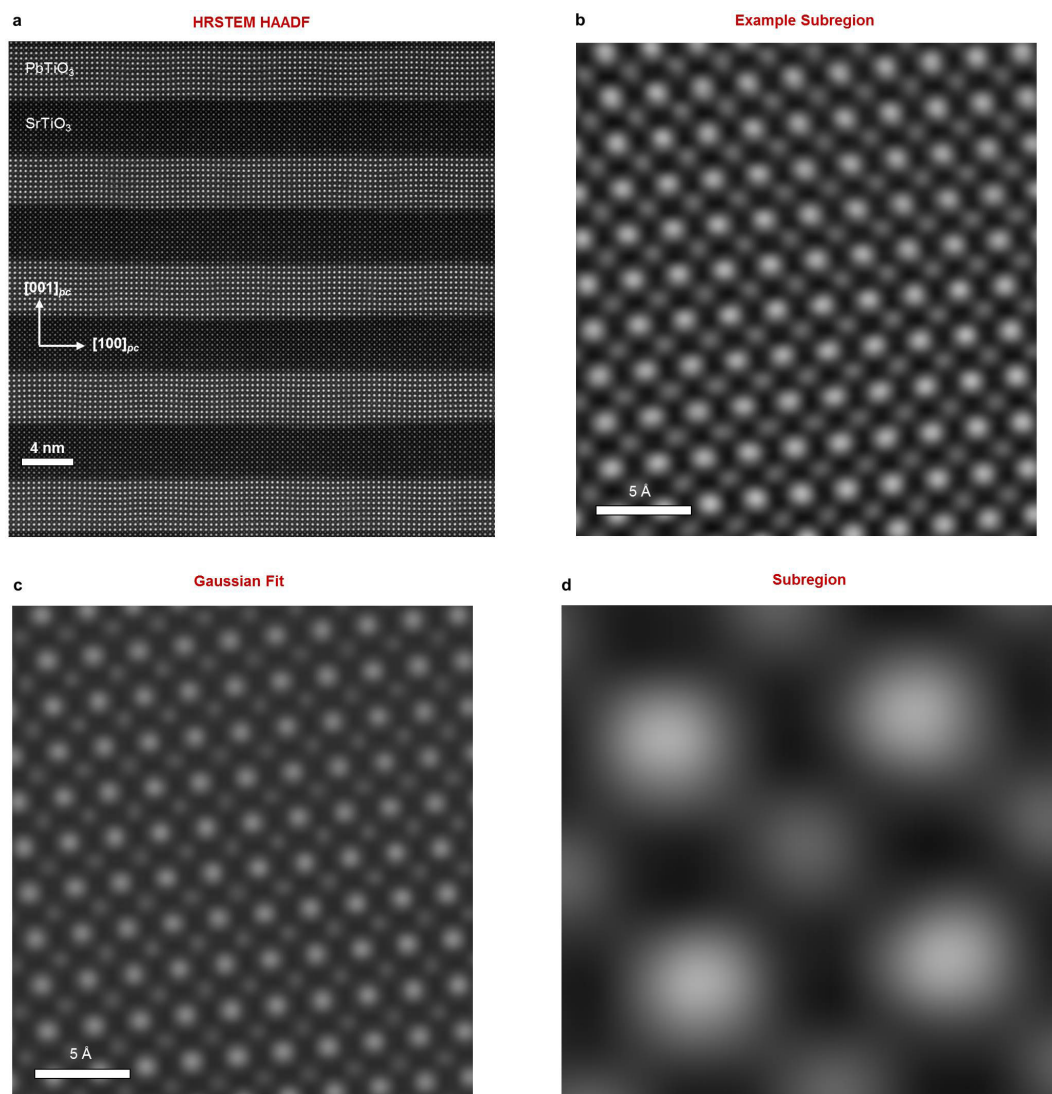 a
HRSTEM HAADF
PbTiO₃
SrTiO₃
[001]pc
[100]pc
4 nm
b
Example Subregion
5 Å
c
Gaussian Fit
5 Å
d
Subregion